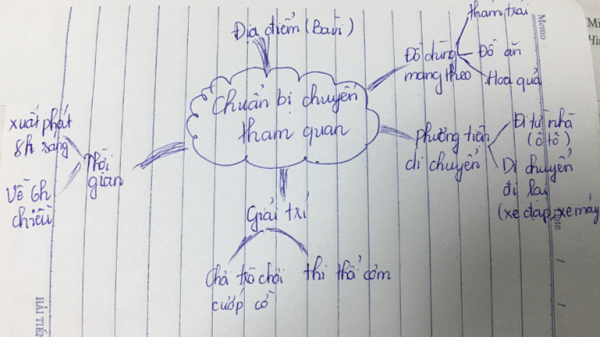 Địa điểm (Ba Vì)
Chuẩn bị chuyến
tham quan
Đồ dùng
mang theo
thảm trải
Đồ ăn
Hoa quả
phương tiện
di chuyển
Đi từ nhà
(ô tô)
Di chuyển
đi lại
(xe đạp, xe máy
Thời
gian
xuất phát
8h sáng
Về 6h
chiều
Giải trí
Chơi trò chơi
cướp cờ
thi thổi cơm
Memo
HẢI TIẾN